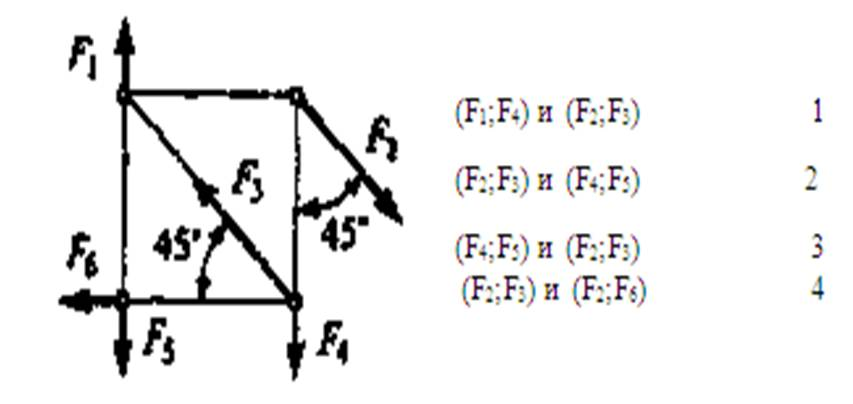 F₁
F₂
F₃
45°
45°
F₆
F₅
F₄
(F₁;F₄) и (F₂;F₃) 1
(F₂;F₃) и (F₄;F₅) 2
(F₄;F₅) и (F₂;F₃) 3
(F₂;F₃) и (F₂;F₆) 4